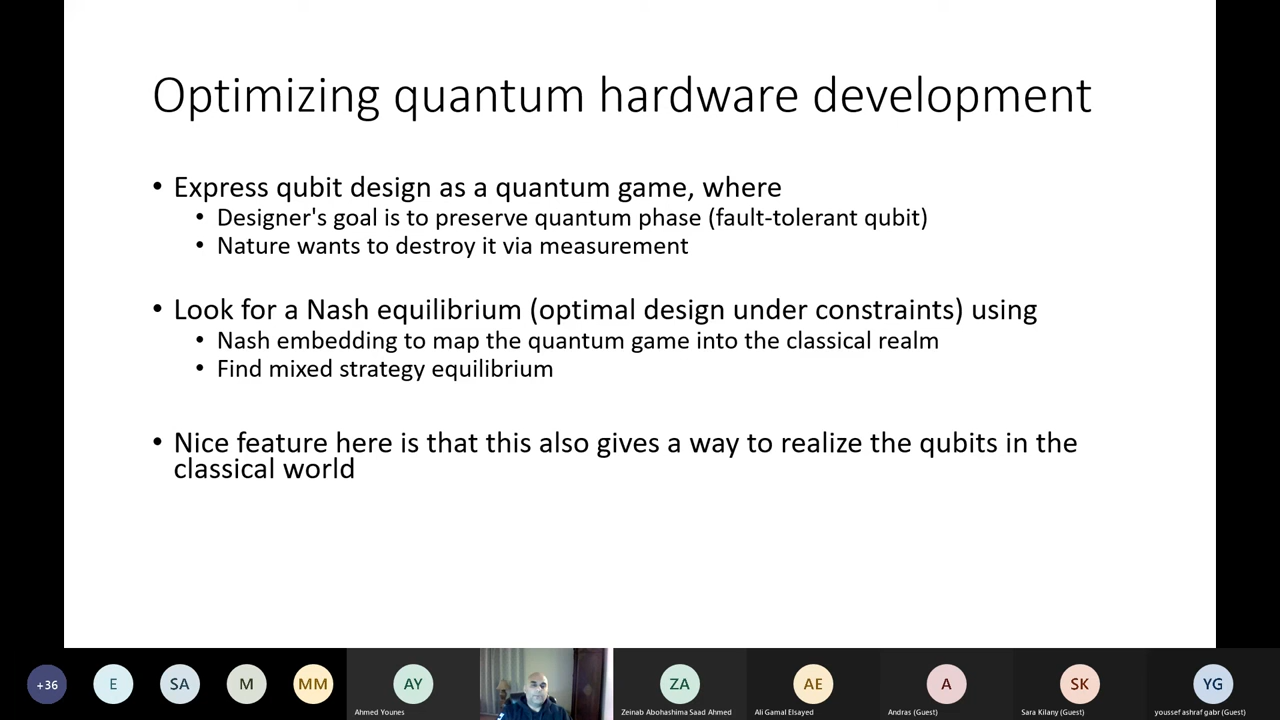 Optimizing quantum hardware development
• Express qubit design as a quantum game, where
• Designer's goal is to preserve quantum phase (fault-tolerant qubit)
• Nature wants to destroy it via measurement
• Look for a Nash equilibrium (optimal design under constraints) using
• Nash embedding to map the quantum game into the classical realm
• Find mixed strategy equilibrium
• Nice feature here is that this also gives a way to realize the qubits in the
classical world
+36
E
SA
M
MM
AY
ZA
AE
A
SK
YG
Ahmed Younes
Zeinab Abohashima Saad Ahmed
Ali Gamal Elsayed
Andras (Guest)
Sara Kilany (Guest)
youssef ashraf gabr (Guest)